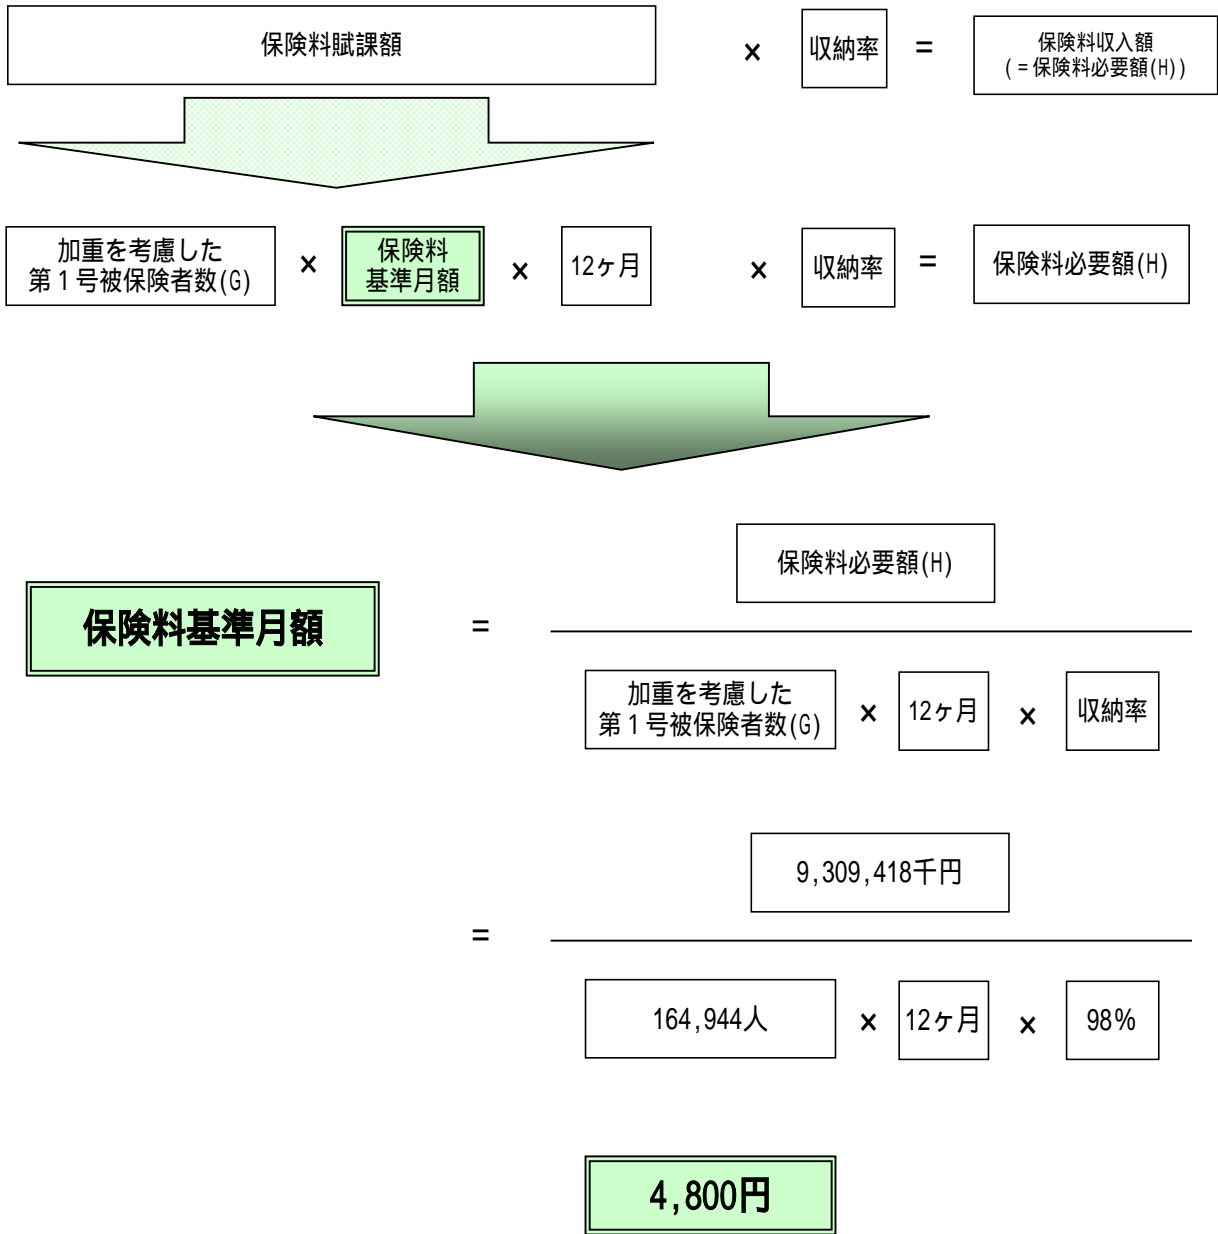 保険料賦課額 × 収納率 = 保険料収入額
(=保険料必要額(H))
加重を考慮した
第1号被保険者数(G) × 保険料
基準月額 × 12ヶ月 × 収納率 = 保険料必要額(H)
保険料基準月額 = 保険料必要額(H)
加重を考慮した
第1号被保険者数(G) × 12ヶ月 × 収納率
= 9,309,418千円
164,944人 × 12ヶ月 × 98%
4,800円